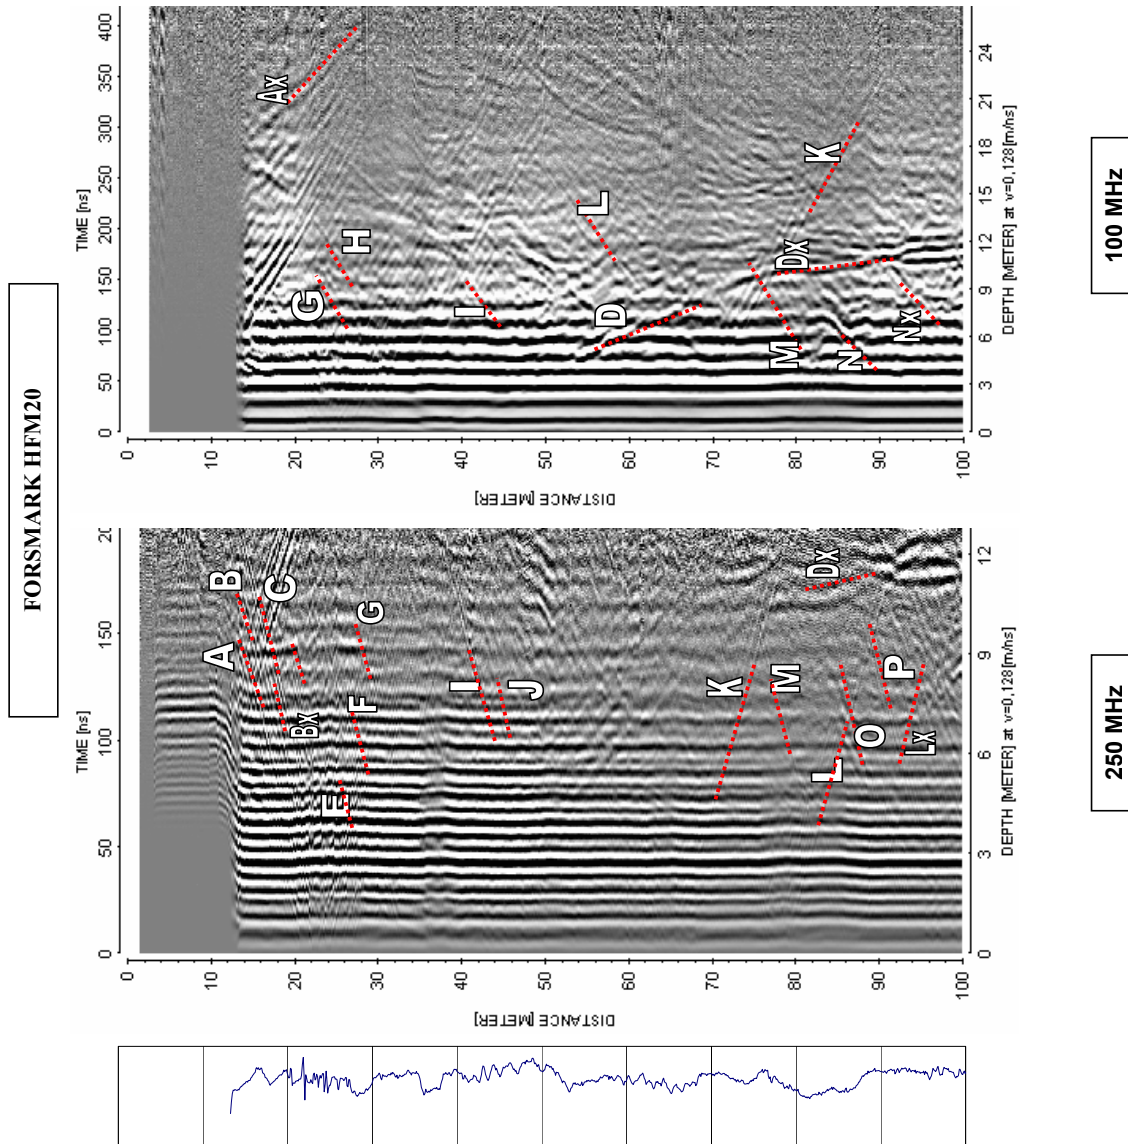 FORSMARK HFM20
TIME [ns]
0 50 100 150 200 250 300 350 400
DISTANCE [METER]
0 10 20 30 40 50 60 70 80 90 100
DEPTH [METER] at v=0,128[m/ns]
0 3 6 9 12 15 18 21 24
Ax
G
H
I
L
D
K
Dx
M
N
Nx
100 MHz
TIME [ns]
0 50 100 150 20
DISTANCE [METER]
0 10 20 30 40 50 60 70 80 90 100
DEPTH [METER] at v=0,128[m/ns]
0 3 6 9 12
A
B
C
Bx
E
F
G
I
J
K
M
L
O
P
Lx
Dx
250 MHz